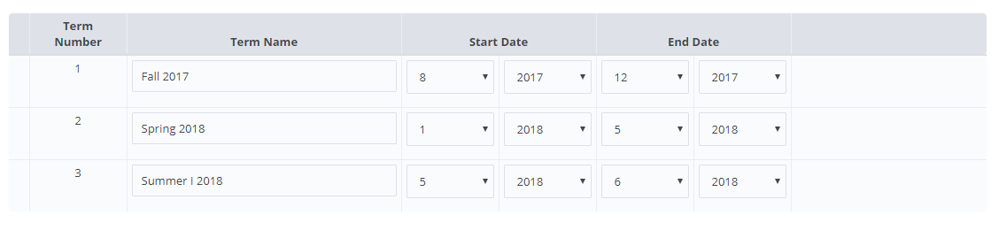 Term
Number Term Name Start Date End Date
1 Fall 2017 8 2017 12 2017
2 Spring 2018 1 2018 5 2018
3 Summer I 2018 5 2018 6 2018